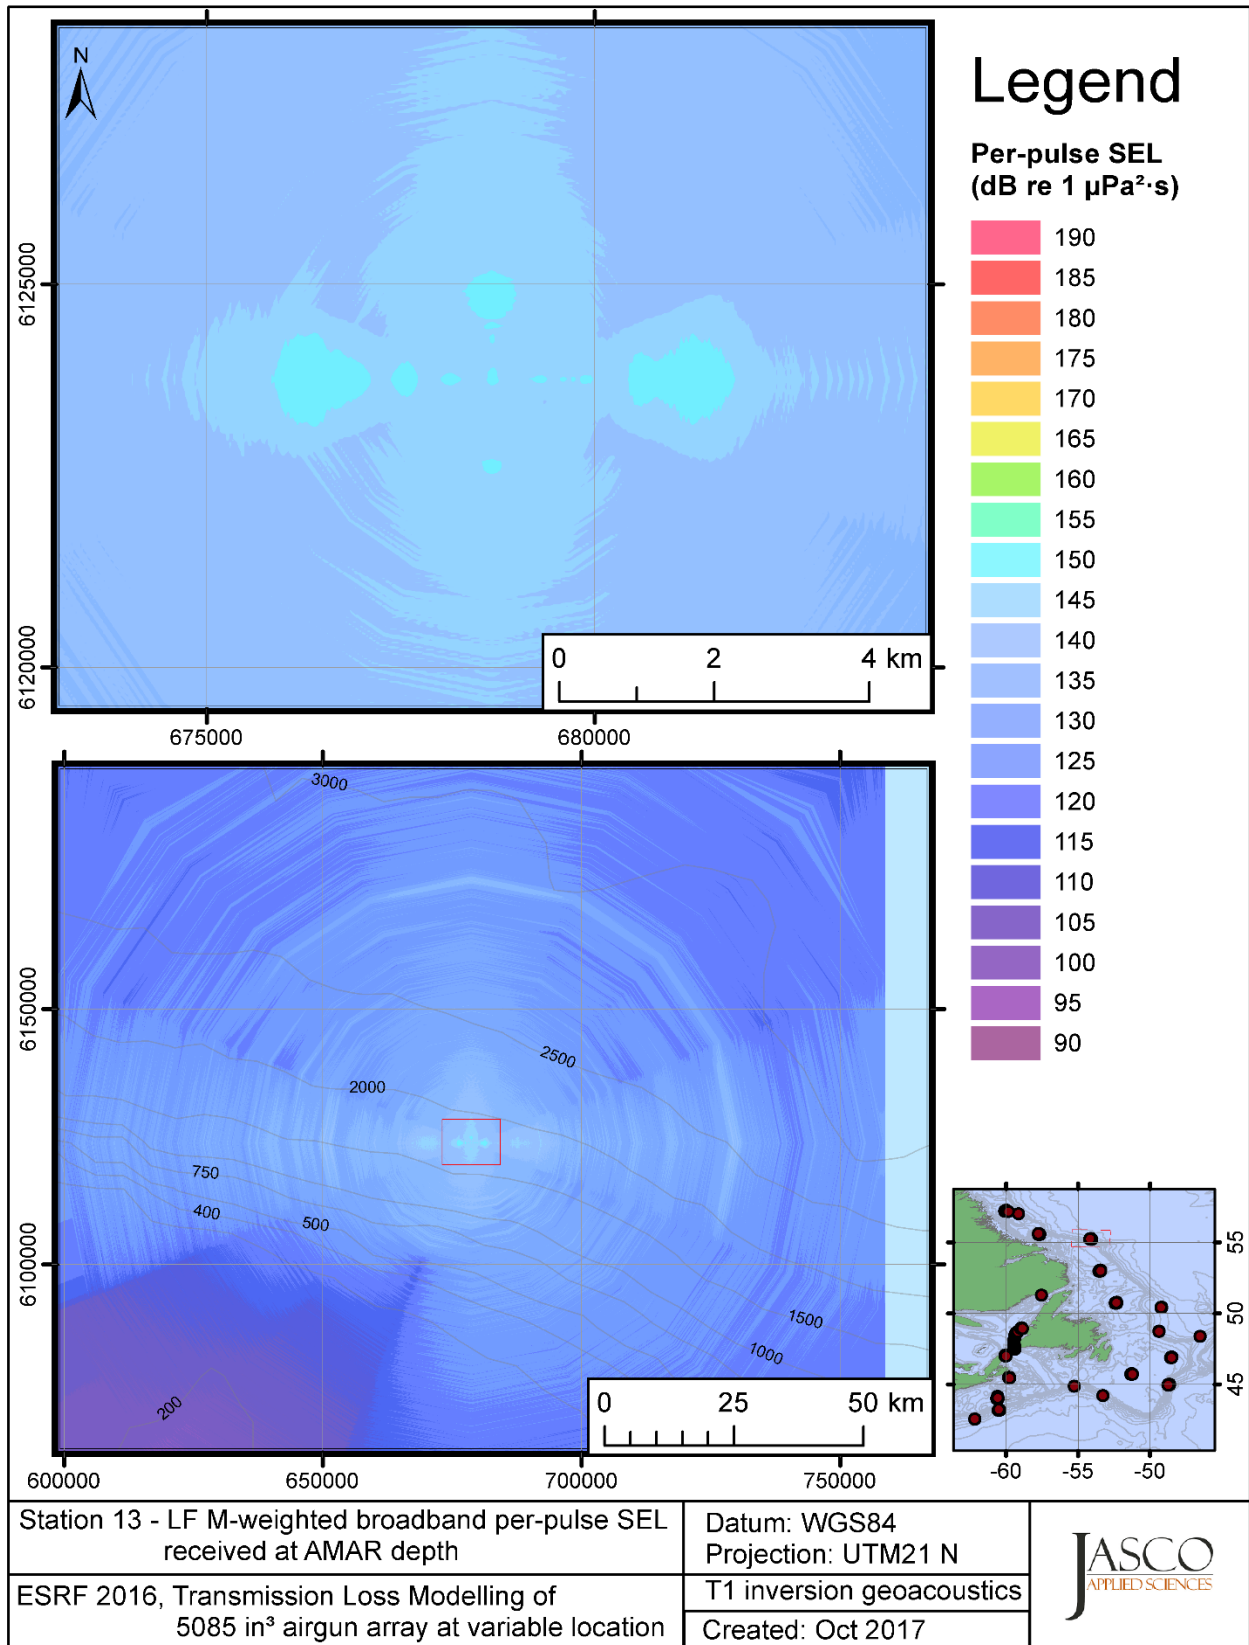 N
6125000
6120000
0 2 4 km
675000 680000
3000
6150000
2500
2000
750
400
500
6100000
1500
1000
200
0 25 50 km
600000 650000 700000 750000
Legend
Per-pulse SEL
(dB re 1 µPa²·s)
190
185
180
175
170
165
160
155
150
145
140
135
130
125
120
115
110
105
100
95
90
55
50
45
-60 -55 -50
Station 13 - LF M-weighted broadband per-pulse SEL
received at AMAR depth
ESRF 2016, Transmission Loss Modelling of
5085 in³ airgun array at variable location
Datum: WGS84
Projection: UTM21 N
T1 inversion geoacoustics
Created: Oct 2017
JASCO
APPLIED SCIENCES